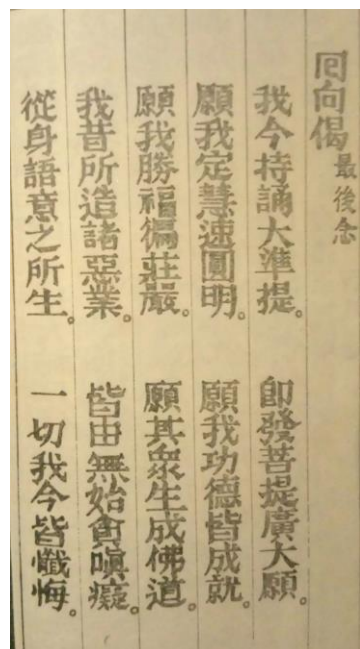 囘向偈 最後念
我今持誦大準提。即發菩提廣大願。
願我定慧速圓明。願我功德皆成就。
願我勝福徧莊嚴。願其衆生成佛道。
我昔所造諸惡業。皆由無始貪嗔癡。
從身語意之所生。一切我今皆懺悔。